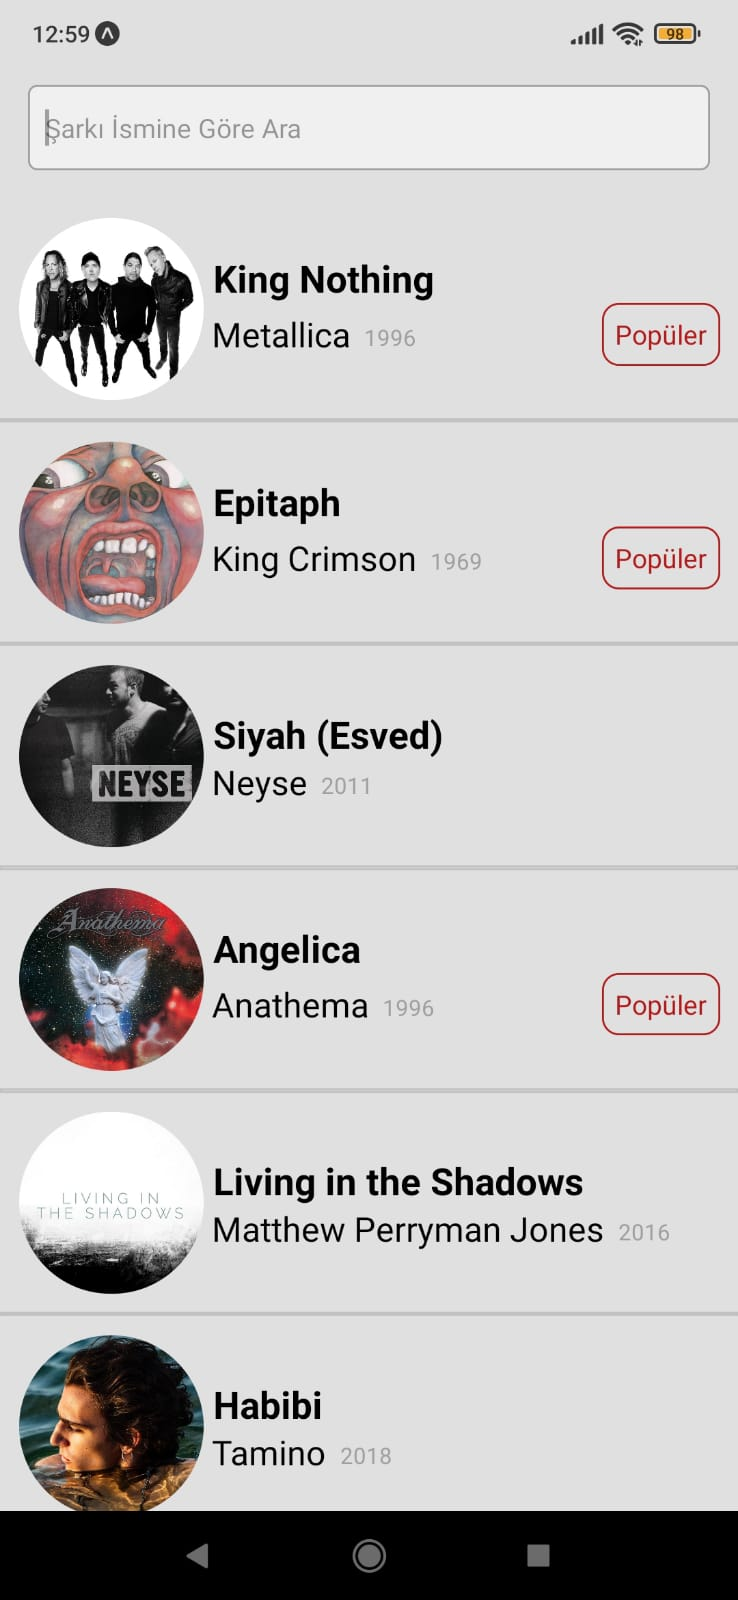 12:59
98
Şarkı İsmine Göre Ara
King Nothing
Metallica 1996
Popüler
Epitaph
King Crimson 1969
Popüler
NEYSE
Siyah (Esved)
Neyse 2011
Anathema
Angelica
Anathema 1996
Popüler
LIVING IN
THE SHADOWS
Living in the Shadows
Matthew Perryman Jones 2016
Habibi
Tamino 2018